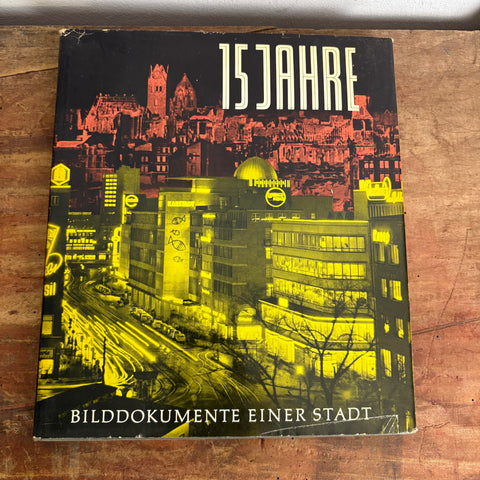 15 JAHRE
BILDDOKUMENTE EINER STADT